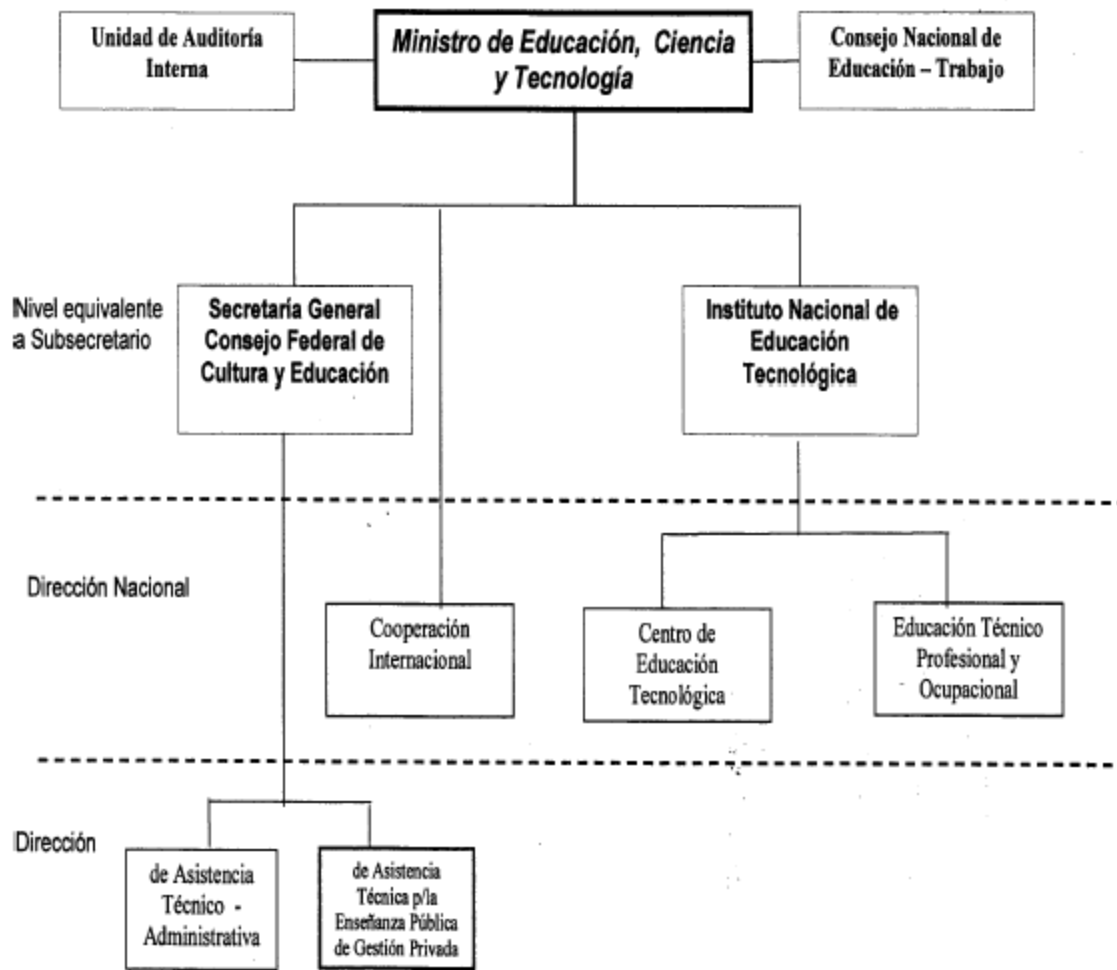 Unidad de Auditoría
Interna
Ministro de Educación, Ciencia
y Tecnología
Consejo Nacional de
Educación – Trabajo
Nivel equivalente
a Subsecretario
Secretaría General
Consejo Federal de
Cultura y Educación
Instituto Nacional de
Educación
Tecnológica
Dirección Nacional
Cooperación
Internacional
Centro de
Educación
Tecnológica
Educación Técnico
Profesional y
Ocupacional
Dirección
de Asistencia
Técnico -
Administrativa
de Asistencia
Técnica p/la
Enseñanza Pública
de Gestión Privada